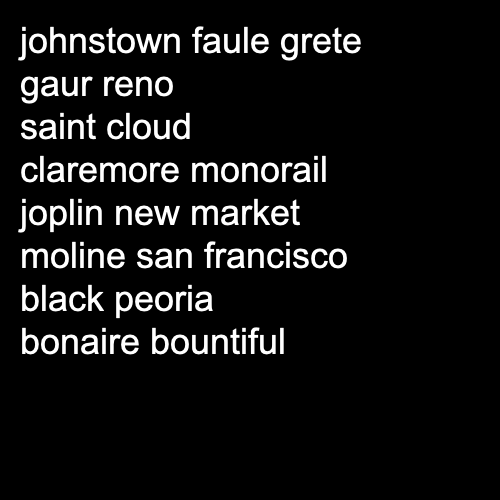 johnstown faule grete
gaur reno
saint cloud
claremore monorail
joplin new market
moline san francisco
black peoria
bonaire bountiful